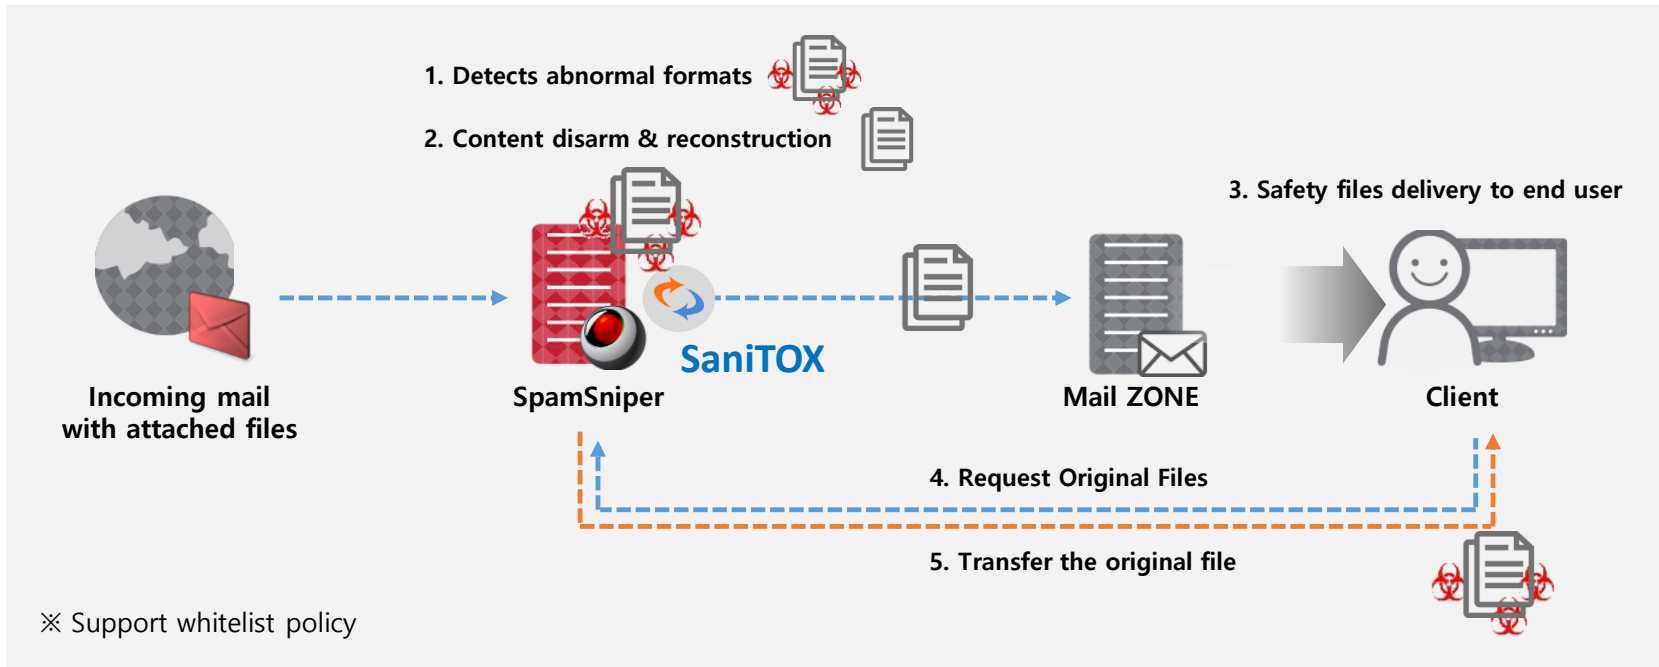 1. Detects abnormal formats
2. Content disarm & reconstruction
3. Safety files delivery to end user
SaniTOX
Incoming mail
with attached files
SpamSniper
Mail ZONE
Client
4. Request Original Files
5. Transfer the original file
※ Support whitelist policy